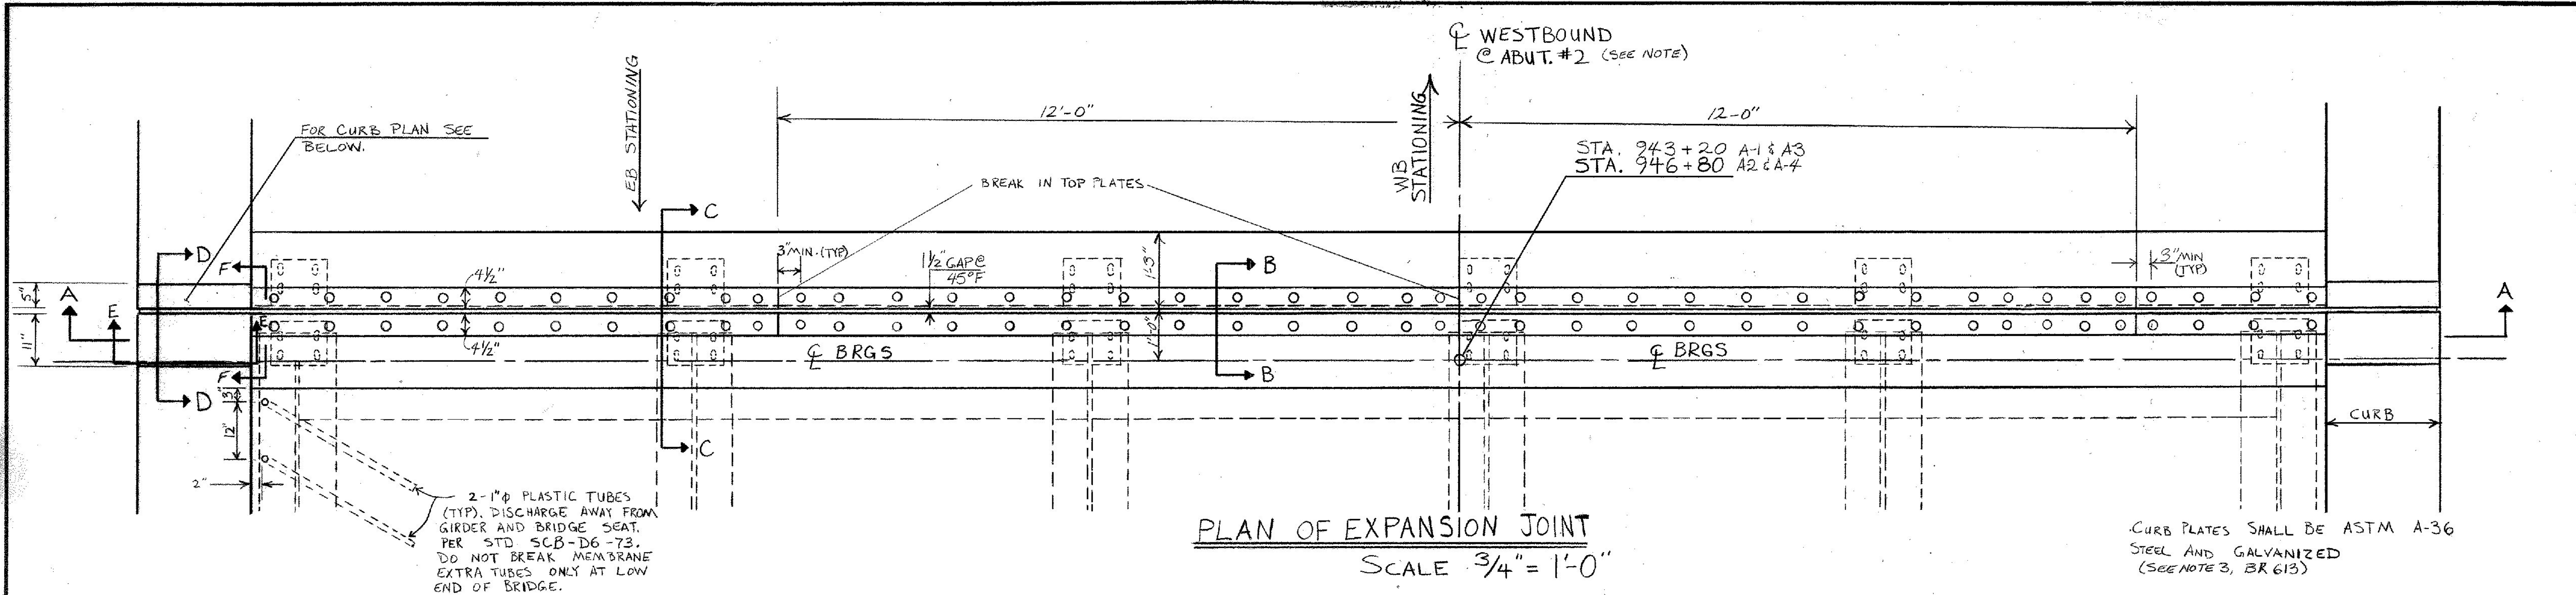 ℄ WESTBOUND
@ ABUT. #2 (SEE NOTE)
EB STATIONING
12'-0"
WB
STATIONING
12-0"
FOR CURB PLAN SEE
BELOW.
STA. 943+20 A-1 & A3
STA. 946+80 A2 & A-4
BREAK IN TOP PLATES
C
D
F
4½"
3" MIN. (TYP)
1½" GAP @
45°F
1'-3"
B
3" MIN
(TYP)
5"
A
E
A
E
11"
4½"
℄ BRGS
1'-0"
℄ BRGS
F
B
D
3"
12"
C
CURB
2"
2-1"φ PLASTIC TUBES
(TYP). DISCHARGE AWAY FROM
GIRDER AND BRIDGE SEAT.
PER STD SCB-D6-73.
DO NOT BREAK MEMBRANE
EXTRA TUBES ONLY AT LOW
END OF BRIDGE.
PLAN OF EXPANSION JOINT
SCALE 3/4" = 1'-0"
CURB PLATES SHALL BE ASTM A-36
STEEL AND GALVANIZED
(SEE NOTE 3, BR 613)